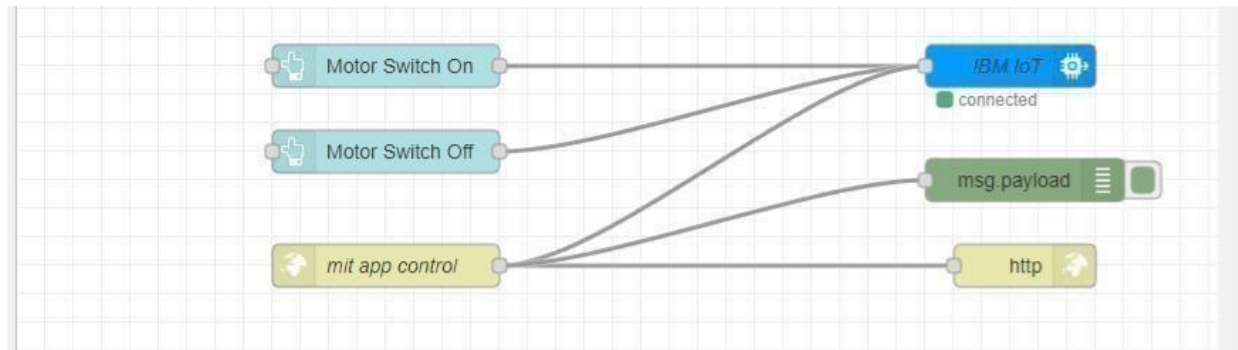 Motor Switch On
IBM IoT
connected
Motor Switch Off
msg.payload
mit app control
http